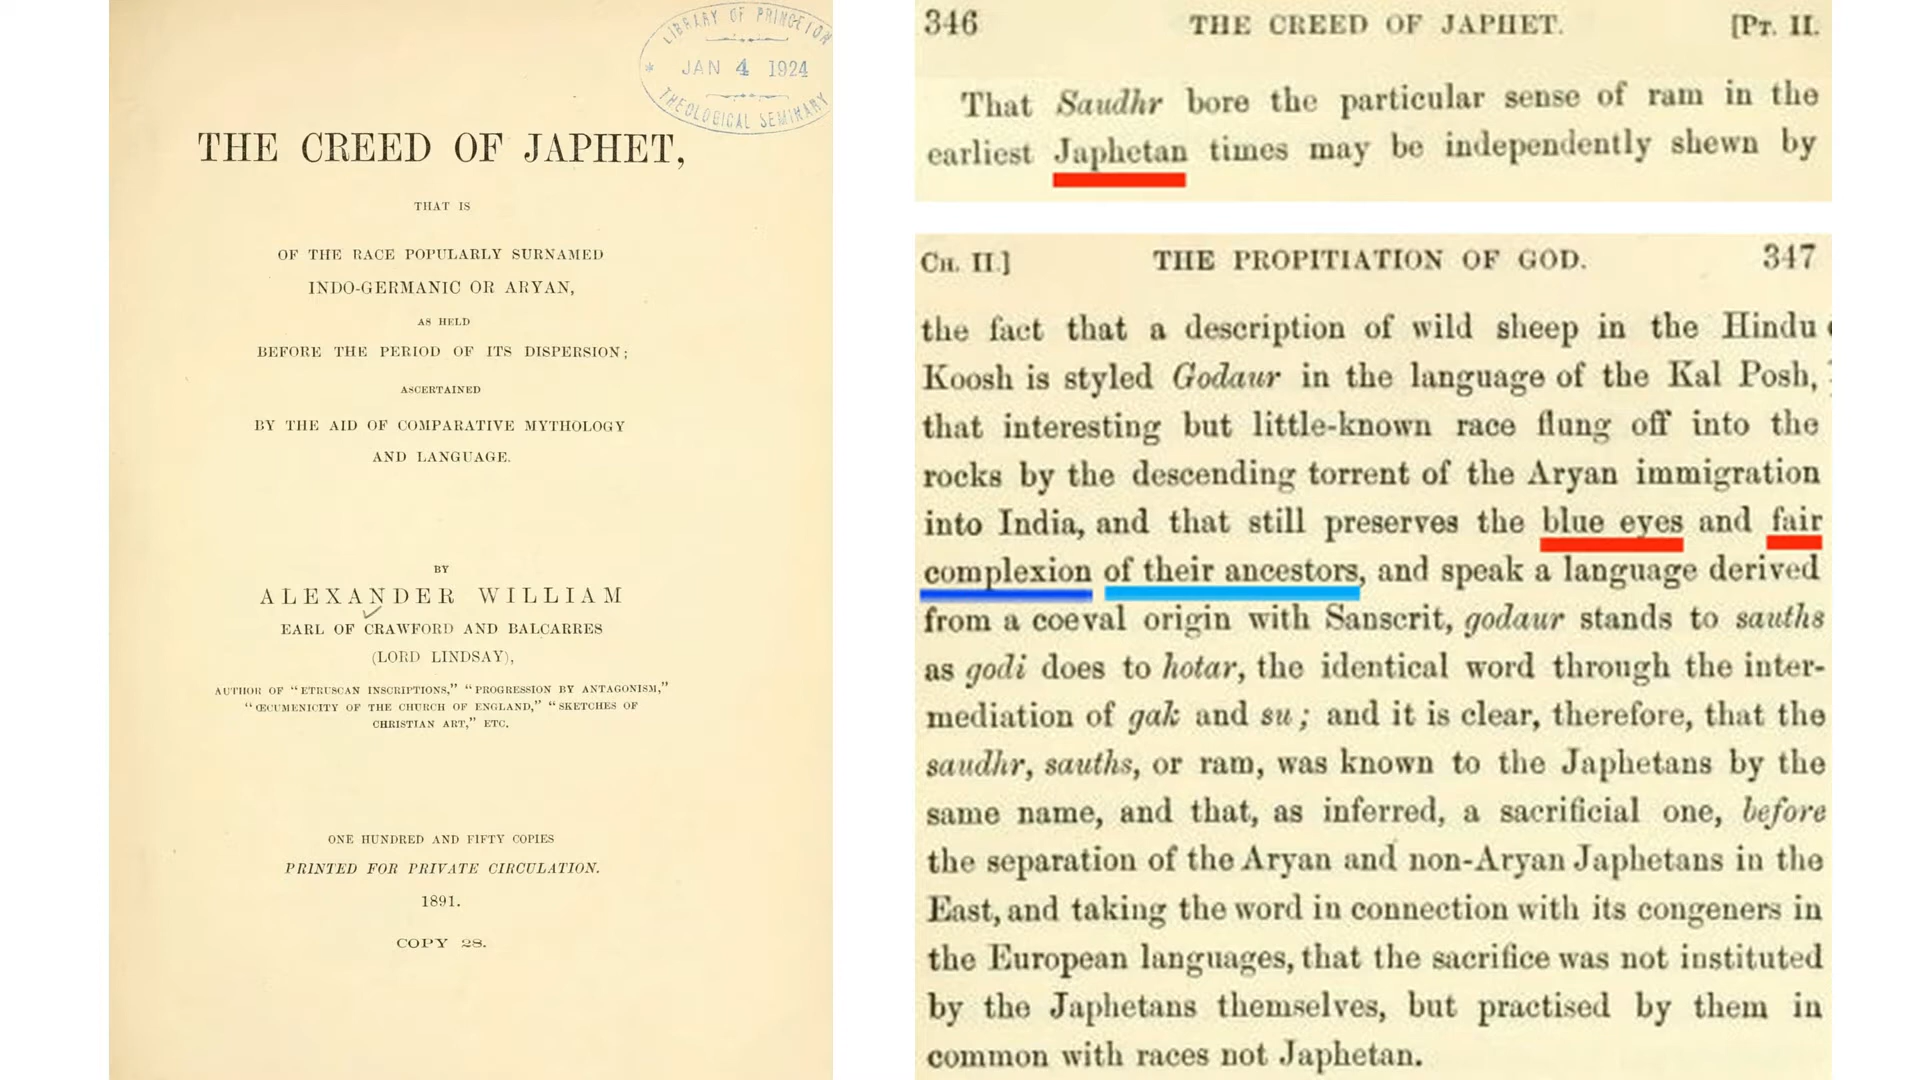 LIBRARY OF PRINCETON
JAN 4 1924
THEOLOGICAL SEMINARY
THE CREED OF JAPHET,
THAT IS
OF THE RACE POPULARLY SURNAMED
INDO-GERMANIC OR ARYAN,
AS HELD
BEFORE THE PERIOD OF ITS DISPERSION;
ASCERTAINED
BY THE AID OF COMPARATIVE MYTHOLOGY
AND LANGUAGE.
BY
ALEXANDER WILLIAM
EARL OF CRAWFORD AND BALCARRES
(LORD LINDSAY),
AUTHOR OF "ETRUSCAN INSCRIPTIONS," "PROGRESSION BY ANTAGONISM,"
"ŒCUMENICITY OF THE CHURCH OF ENGLAND," "SKETCHES OF
CHRISTIAN ART," ETC.
ONE HUNDRED AND FIFTY COPIES
PRINTED FOR PRIVATE CIRCULATION.
1891.
COPY 28.
346 THE CREED OF JAPHET. [PT. II.
That Saudhr bore the particular sense of ram in the
earliest Japhetan times may be independently shewn by
CH. II.] THE PROPITIATION OF GOD. 347
the fact that a description of wild sheep in the Hindu
Koosh is styled Godaur in the language of the Kal Posh,
that interesting but little-known race flung off into the
rocks by the descending torrent of the Aryan immigration
into India, and that still preserves the blue eyes and fair
complexion of their ancestors, and speak a language derived
from a coeval origin with Sanscrit, godaur stands to sauths
as godi does to hotar, the identical word through the inter-
mediation of gak and su; and it is clear, therefore, that the
saudhr, sauths, or ram, was known to the Japhetans by the
same name, and that, as inferred, a sacrificial one, before
the separation of the Aryan and non-Aryan Japhetans in the
East, and taking the word in connection with its congeners in
the European languages, that the sacrifice was not instituted
by the Japhetans themselves, but practised by them in
common with races not Japhetan.